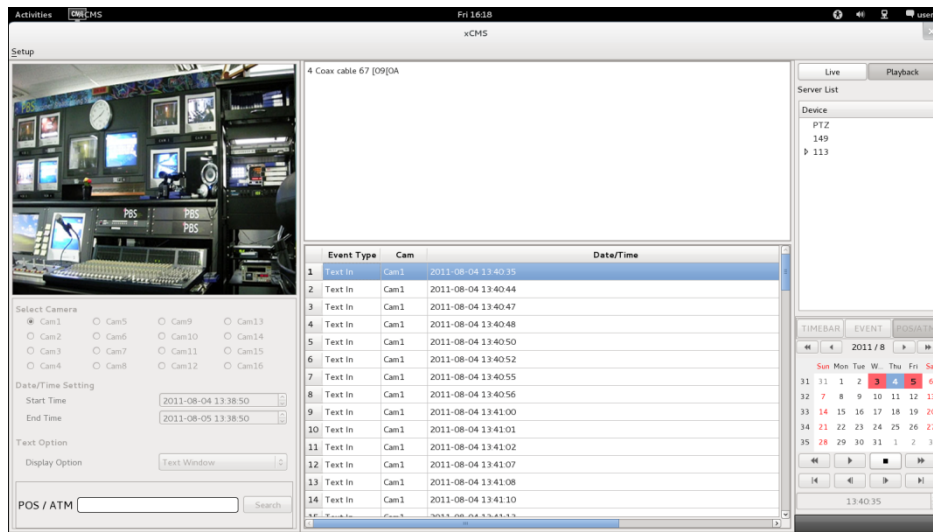 Activities CMS Fri 16:18 user
xCMS
Setup
PBS
PBS PBS
PBS
4 Coax cable 67 [09[0A
Live Playback
Server List
Device
PTZ
149
113
Event Type Cam Date/Time
1 Text In Cam1 2011-08-04 13:40:35
2 Text In Cam1 2011-08-04 13:40:44
3 Text In Cam1 2011-08-04 13:40:47
4 Text In Cam1 2011-08-04 13:40:48
5 Text In Cam1 2011-08-04 13:40:50
6 Text In Cam1 2011-08-04 13:40:52
7 Text In Cam1 2011-08-04 13:40:55
8 Text In Cam1 2011-08-04 13:40:56
9 Text In Cam1 2011-08-04 13:41:00
10 Text In Cam1 2011-08-04 13:41:01
11 Text In Cam1 2011-08-04 13:41:02
12 Text In Cam1 2011-08-04 13:41:07
13 Text In Cam1 2011-08-04 13:41:08
14 Text In Cam1 2011-08-04 13:41:10
Select Camera
Cam1 Cam5 Cam9 Cam13
Cam2 Cam6 Cam10 Cam14
Cam3 Cam7 Cam11 Cam15
Cam4 Cam8 Cam12 Cam16
Date/Time Setting
Start Time 2011-08-04 13:38:50
End Time 2011-08-05 13:38:50
Text Option
Display Option Text Window
POS / ATM Search
TIMEBAR EVENT POS/ATM
2011 / 8
Sun Mon Tue W... Thu Fri Sa
31 31 1 2 3 4 5 6
32 7 8 9 10 11 12 13
33 14 15 16 17 18 19 20
34 21 22 23 24 25 26 27
35 28 29 30 31 1 2 3
13:40:35